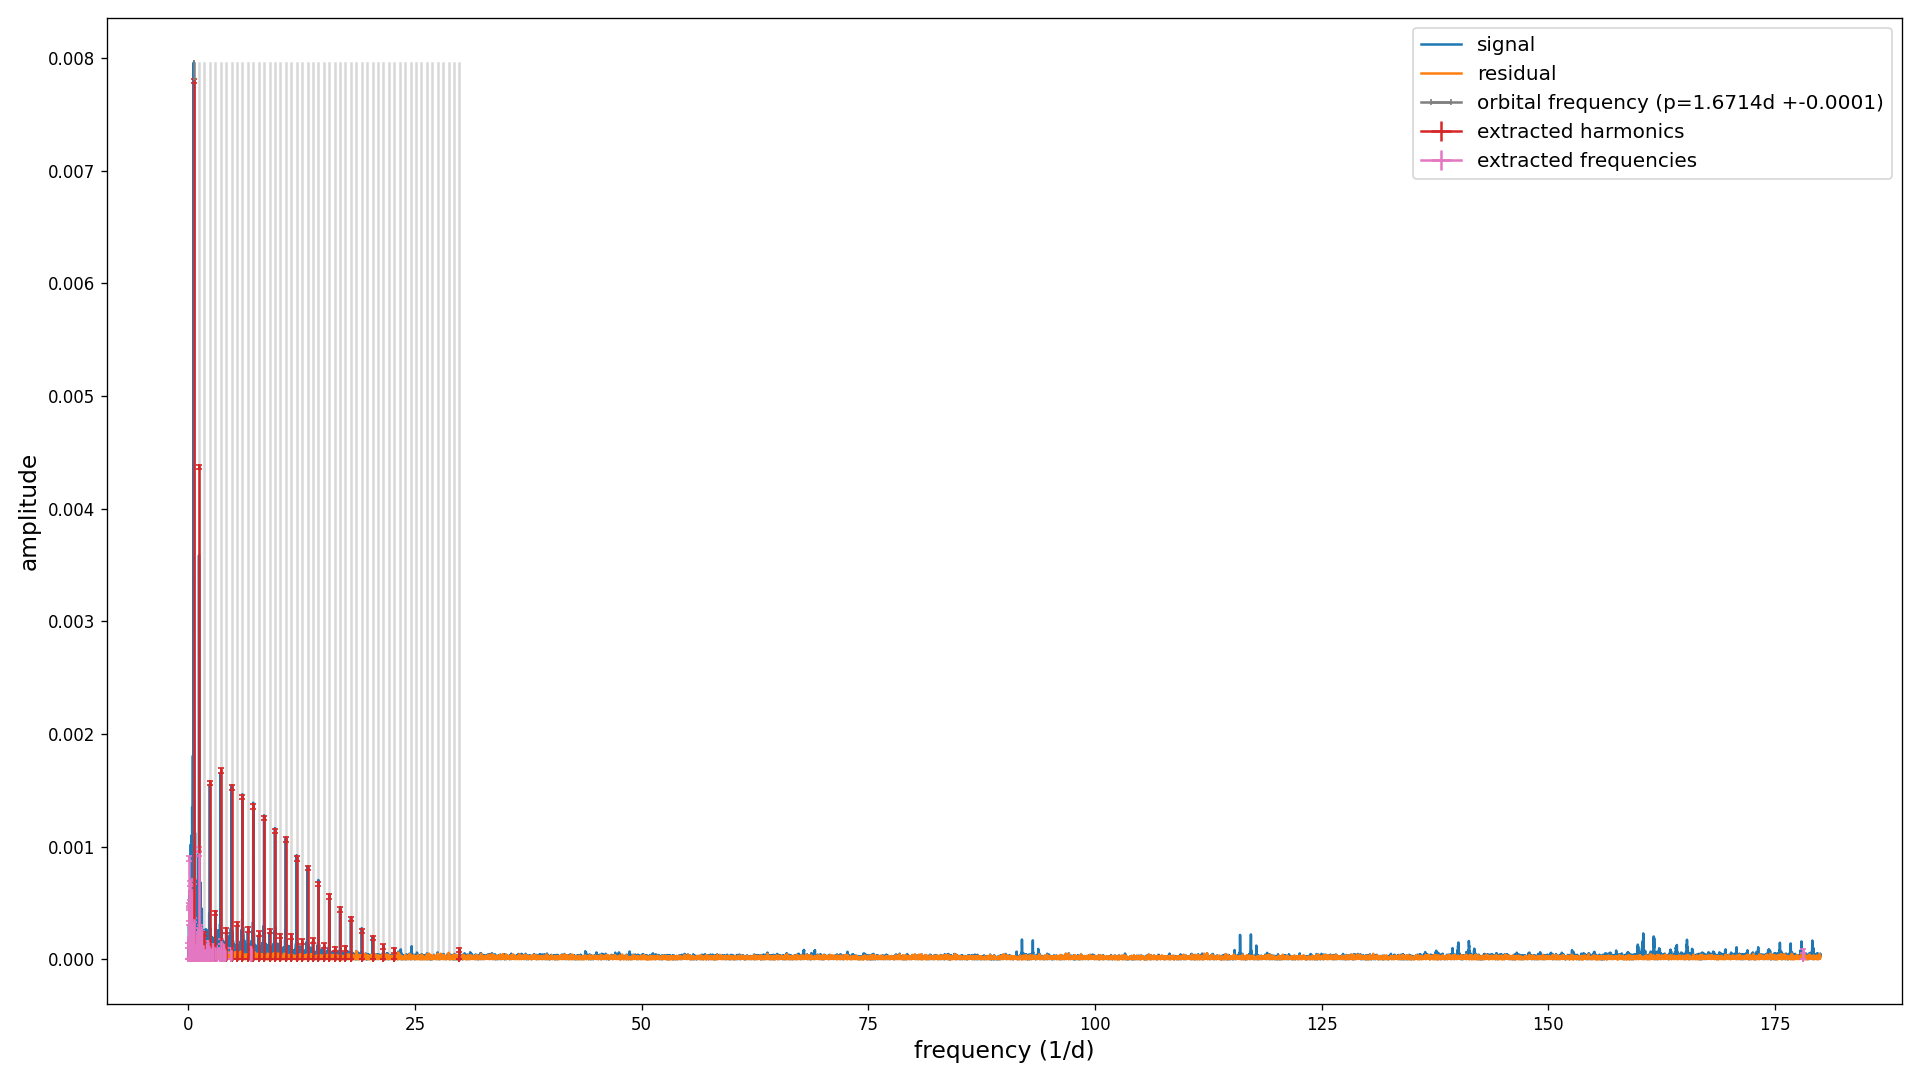 signal
residual
orbital frequency (p=1.6714d +-0.0001)
extracted harmonics
extracted frequencies
amplitude
0.008
0.007
0.006
0.005
0.004
0.003
0.002
0.001
0.000
0 25 50 75 100 125 150 175
frequency (1/d)